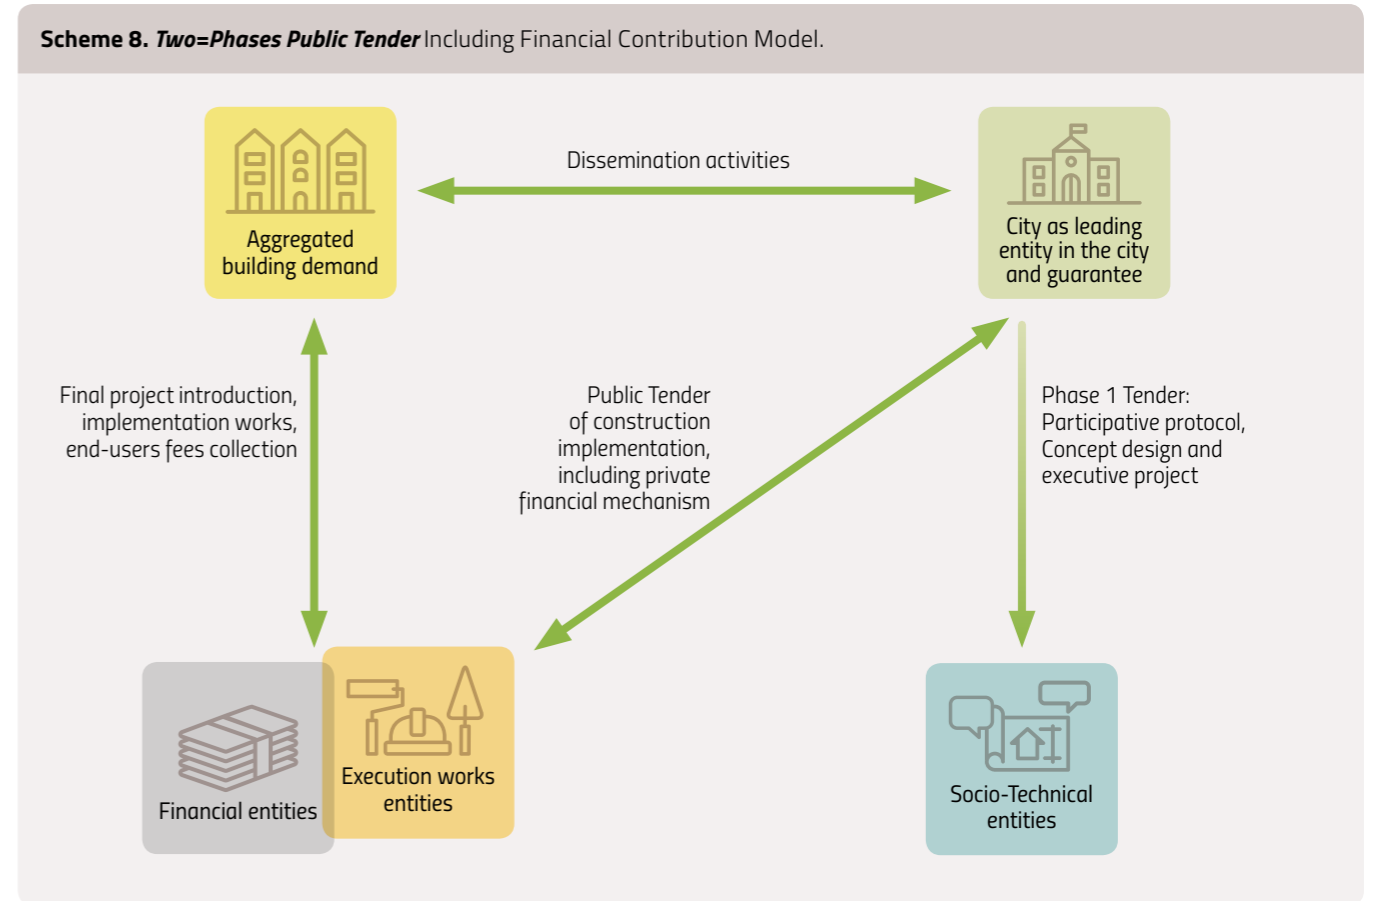 Scheme 8. Two=Phases Public Tender Including Financial Contribution Model.
Aggregated
building demand
Dissemination activities
City as leading
entity in the city
and guarantee
Final project introduction,
implementation works,
end-users fees collection
Public Tender
of construction
implementation,
including private
financial mechanism
Phase 1 Tender:
Participative protocol,
Concept design and
executive project
Financial entities
Execution works
entities
Socio-Technical
entities